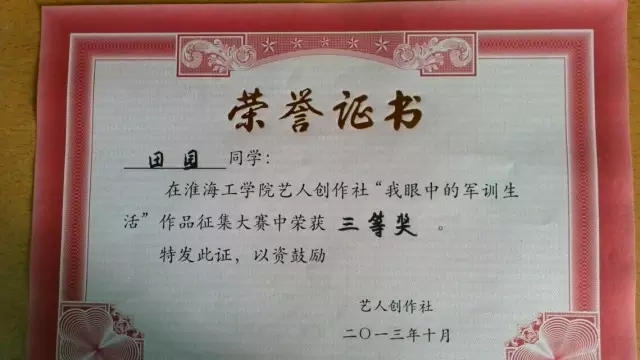 荣誉证书
田园 同学：
在淮海工学院艺人创作社“我眼中的军训生
活”作品征集大赛中荣获 三等奖 。
特发此证，以资鼓励
艺人创作社
二〇一三年十月